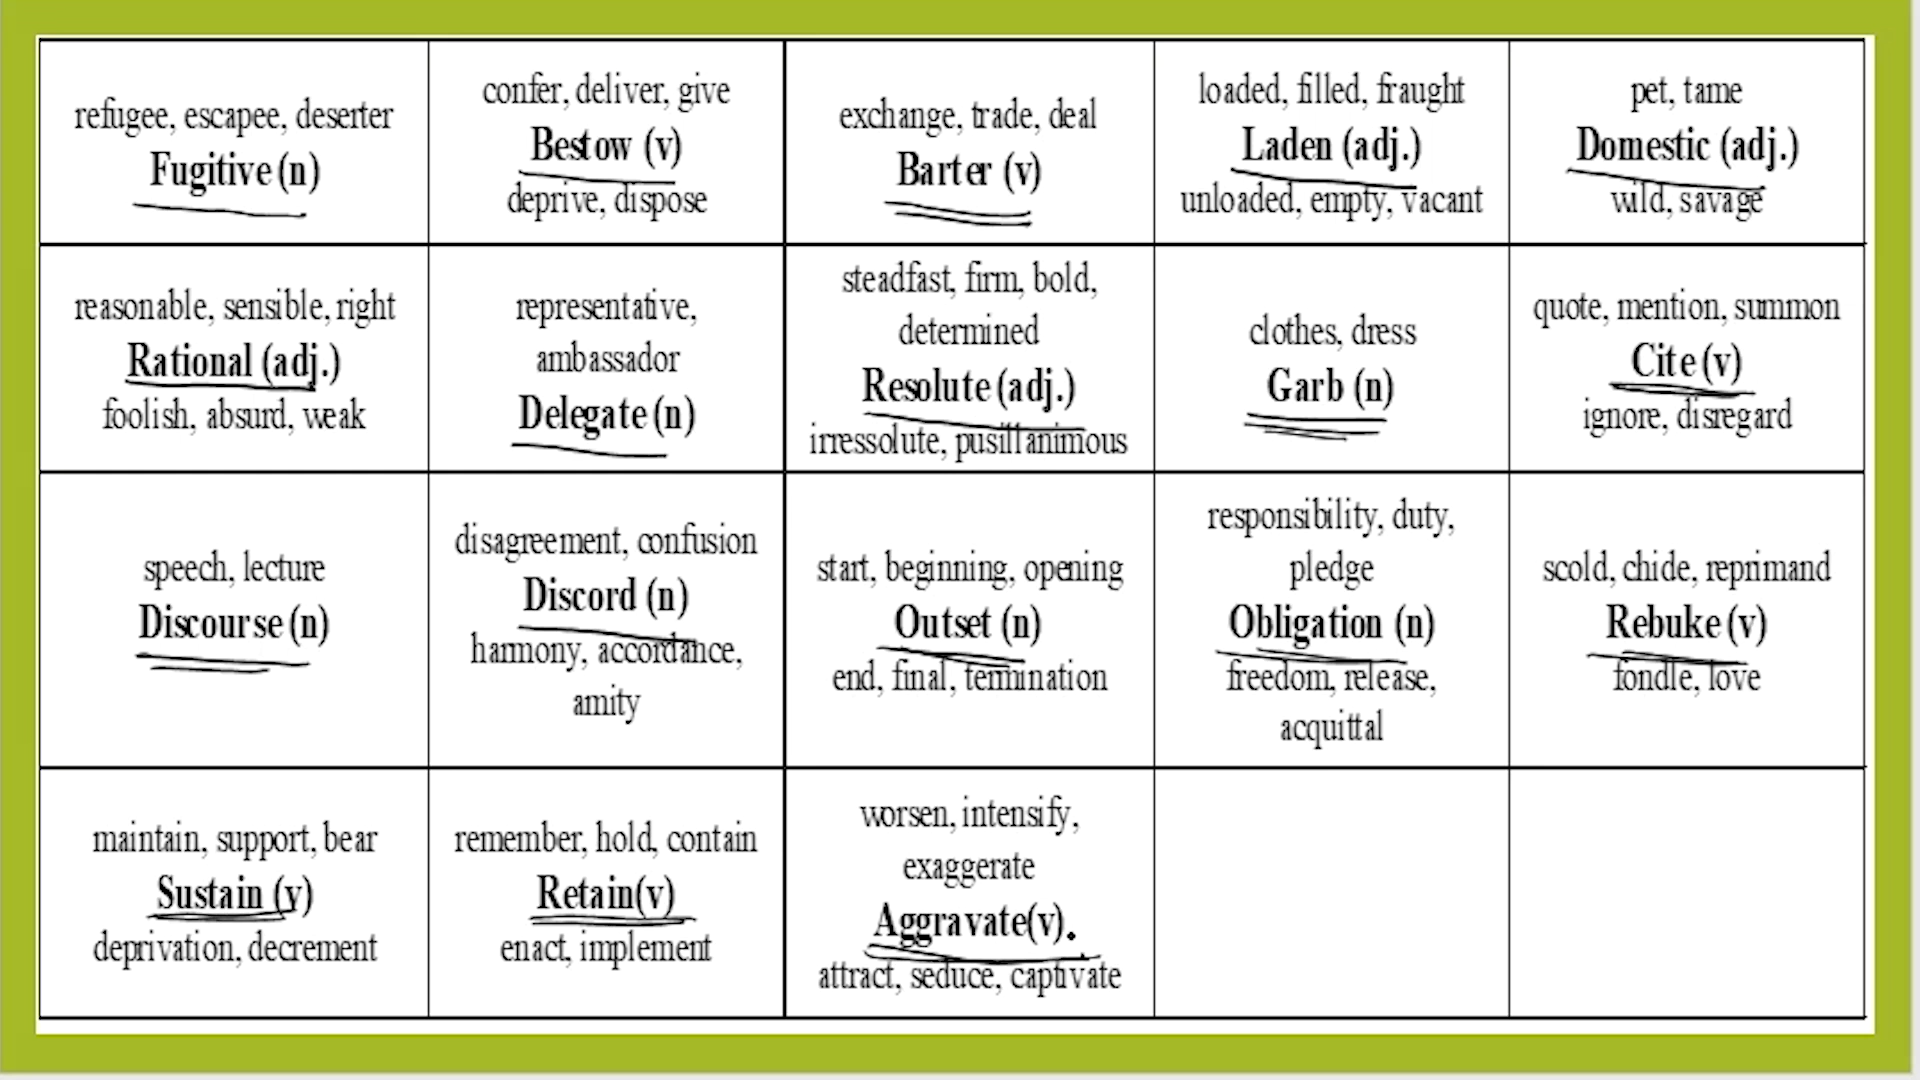 refugee, escapee, deserter
Fugitive (n)
confer, deliver, give
Bestow (v)
deprive, dispose
exchange, trade, deal
Barter (v)
loaded, filled, fraught
Laden (adj.)
unloaded, empty, vacant
pet, tame
Domestic (adj.)
wild, savage
reasonable, sensible, right
Rational (adj.)
foolish, absurd, weak
representative,
ambassador
Delegate (n)
steadfast, firm, bold,
determined
Resolute (adj.)
irressolute, pusillanimous
clothes, dress
Garb (n)
quote, mention, summon
Cite (v)
ignore, disregard
speech, lecture
Discourse (n)
disagreement, confusion
Discord (n)
harmony, accordance,
amity
start, beginning, opening
Outset (n)
end, final, termination
responsibility, duty,
pledge
Obligation (n)
freedom, release,
acquittal
scold, chide, reprimand
Rebuke (v)
fondle, love
maintain, support, bear
Sustain (v)
deprivation, decrement
remember, hold, contain
Retain(v)
enact, implement
worsen, intensify,
exaggerate
Aggravate(v).
attract, seduce, captivate